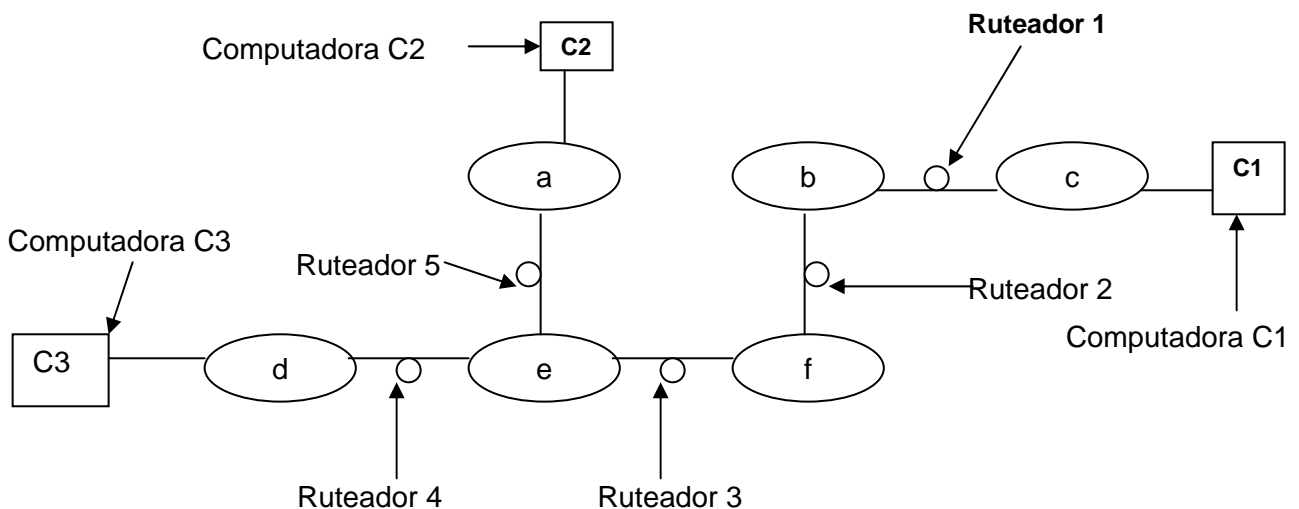 Ruteador 1
Computadora C2
C2
a
b
c
C1
Computadora C3
Ruteador 5
Ruteador 2
Computadora C1
C3
d
e
f
Ruteador 4
Ruteador 3